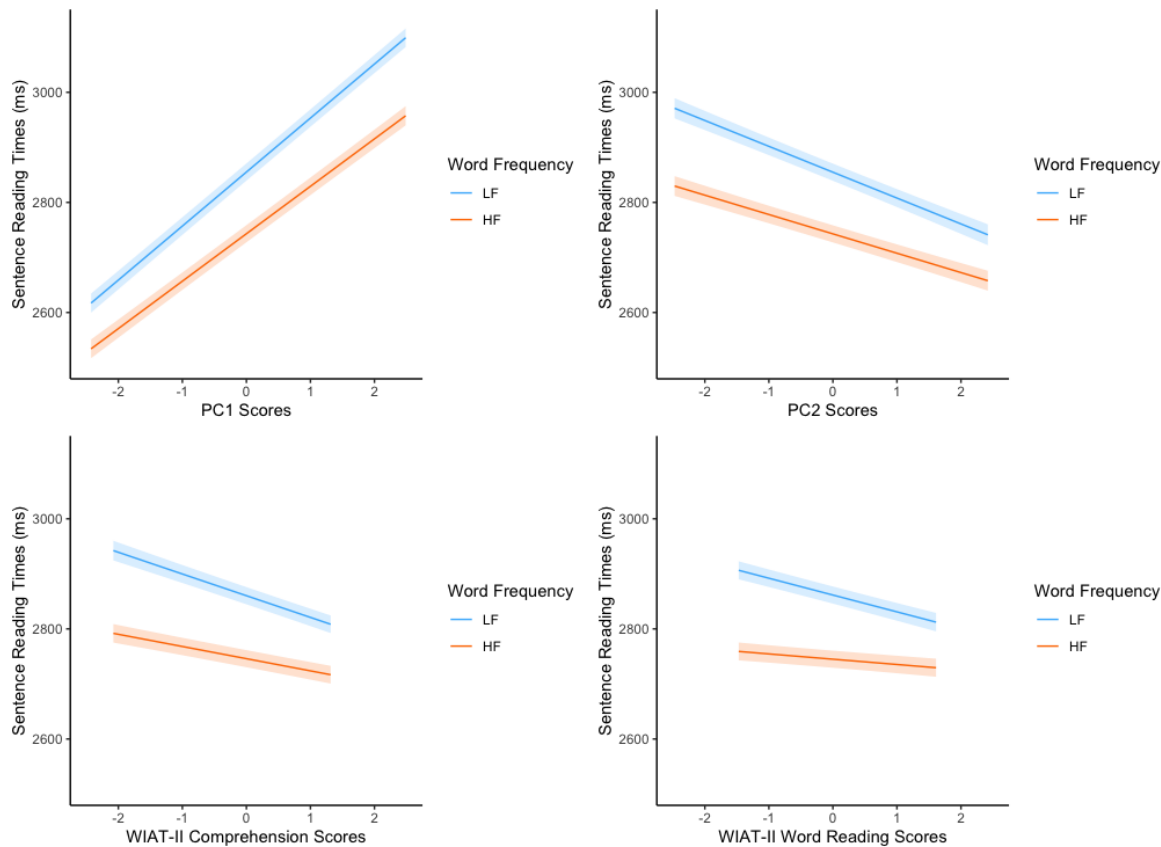 Sentence Reading Times (ms)
3000
2800
2600
-2 -1 0 1 2
PC1 Scores
Word Frequency
LF
HF
Sentence Reading Times (ms)
3000
2800
2600
-2 -1 0 1 2
PC2 Scores
Word Frequency
LF
HF
Sentence Reading Times (ms)
3000
2800
2600
-2 -1 0 1 2
WIAT-II Comprehension Scores
Word Frequency
LF
HF
Sentence Reading Times (ms)
3000
2800
2600
-2 -1 0 1 2
WIAT-II Word Reading Scores
Word Frequency
LF
HF